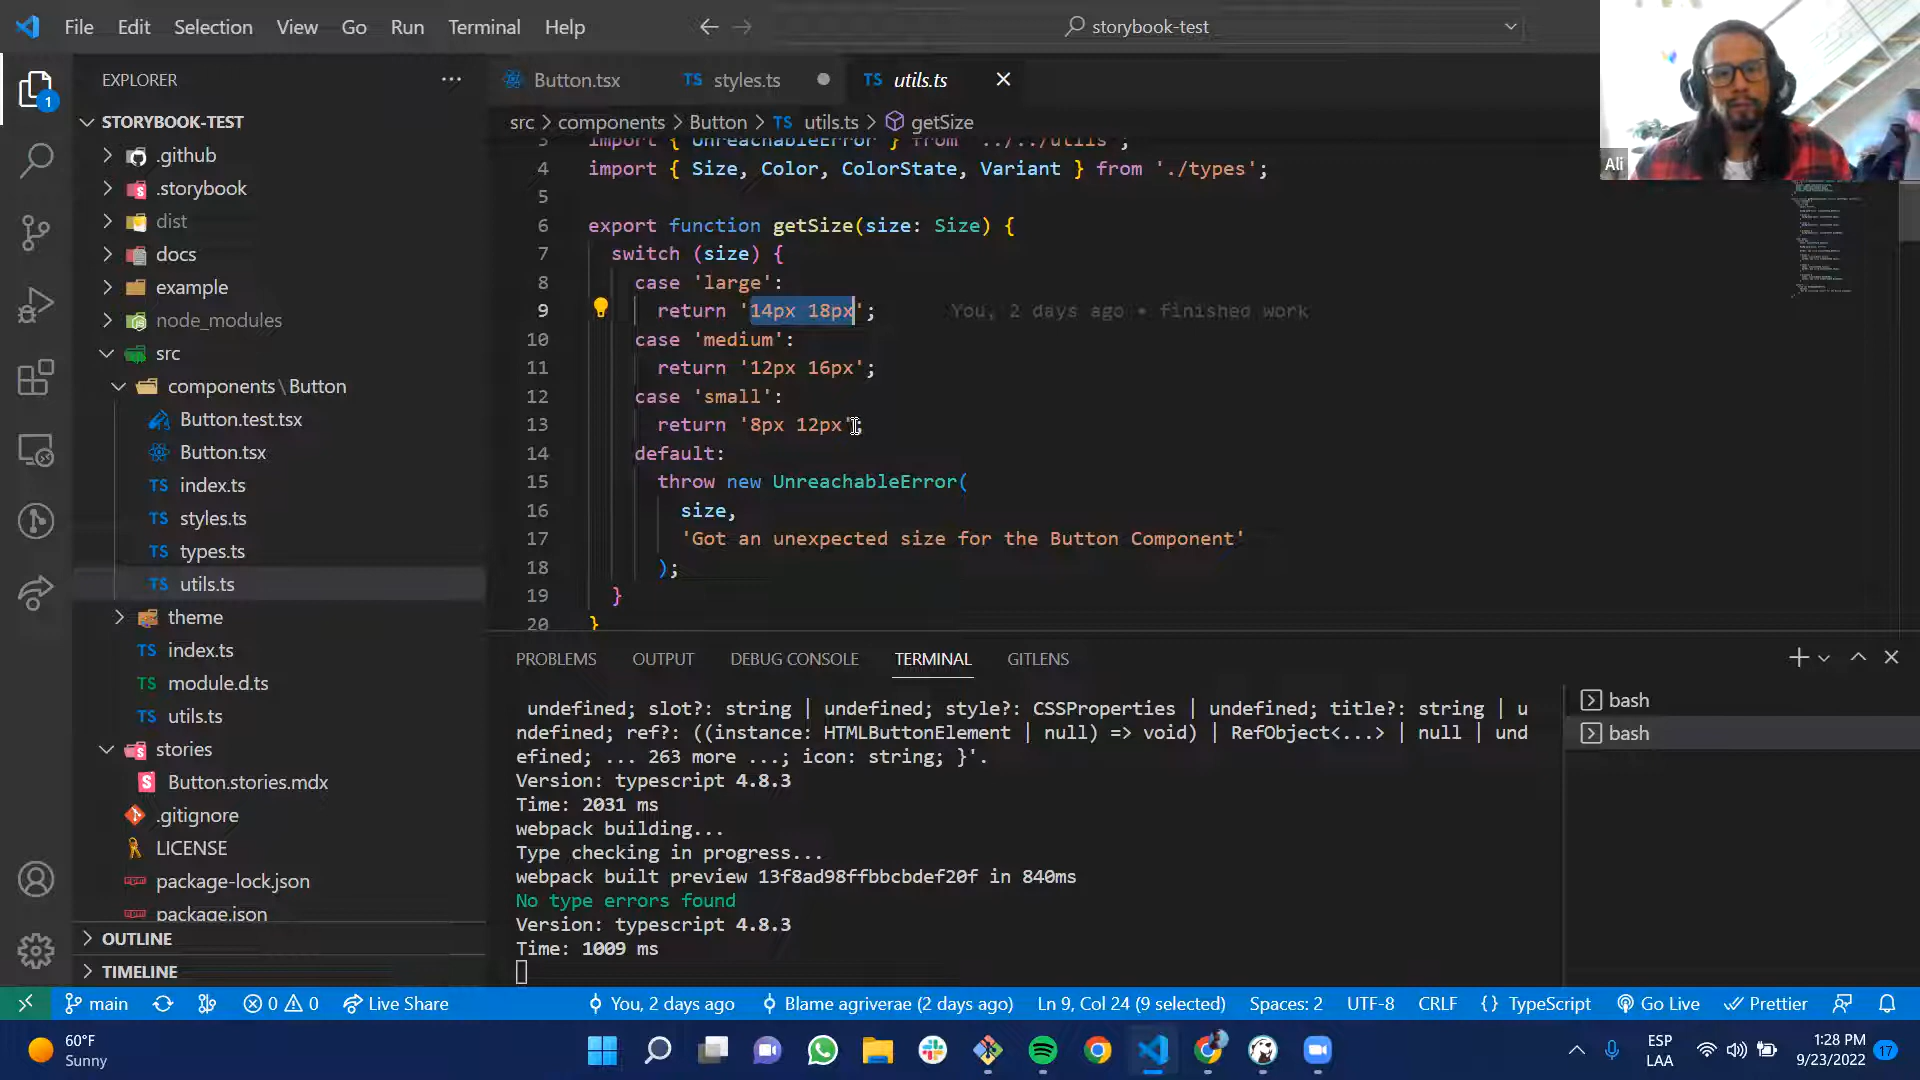 File Edit Selection View Go Run Terminal Help
storybook-test
Ali
EXPLORER
STORYBOOK-TEST
.github
.storybook
dist
docs
example
node_modules
src
components\Button
Button.test.tsx
Button.tsx
index.ts
styles.ts
types.ts
utils.ts
theme
index.ts
module.d.ts
utils.ts
stories
Button.stories.mdx
.gitignore
LICENSE
package-lock.json
package.json
OUTLINE
TIMELINE
1
Button.tsx
TS styles.ts
TS utils.ts
src > components > Button > TS utils.ts > getSize
3 import { UnreachableError } from '../../utils';
4 import { Size, Color, ColorState, Variant } from './types';
5
6 export function getSize(size: Size) {
7 switch (size) {
8 case 'large':
9 return '14px 18px'; You, 2 days ago • finished work
10 case 'medium':
11 return '12px 16px';
12 case 'small':
13 return '8px 12px';
14 default:
15 throw new UnreachableError(
16 size,
17 'Got an unexpected size for the Button Component'
18 );
19 }
20 }
PROBLEMS OUTPUT DEBUG CONSOLE TERMINAL GITLENS
undefined; slot?: string | undefined; style?: CSSProperties | undefined; title?: string | u
ndefined; ref?: ((instance: HTMLButtonElement | null) => void) | RefObject<...> | null | und
efined; ... 263 more ...; icon: string; }'.
Version: typescript 4.8.3
Time: 2031 ms
webpack building...
Type checking in progress...
webpack built preview 13f8ad98ffbbcbdef20f in 840ms
No type errors found
Version: typescript 4.8.3
Time: 1009 ms
bash
bash
main 0 0 Live Share You, 2 days ago Blame agriverae (2 days ago) Ln 9, Col 24 (9 selected) Spaces: 2 UTF-8 CRLF {} TypeScript Go Live Prettier
60°F
Sunny
ESP
LAA
1:28 PM
9/23/2022
17